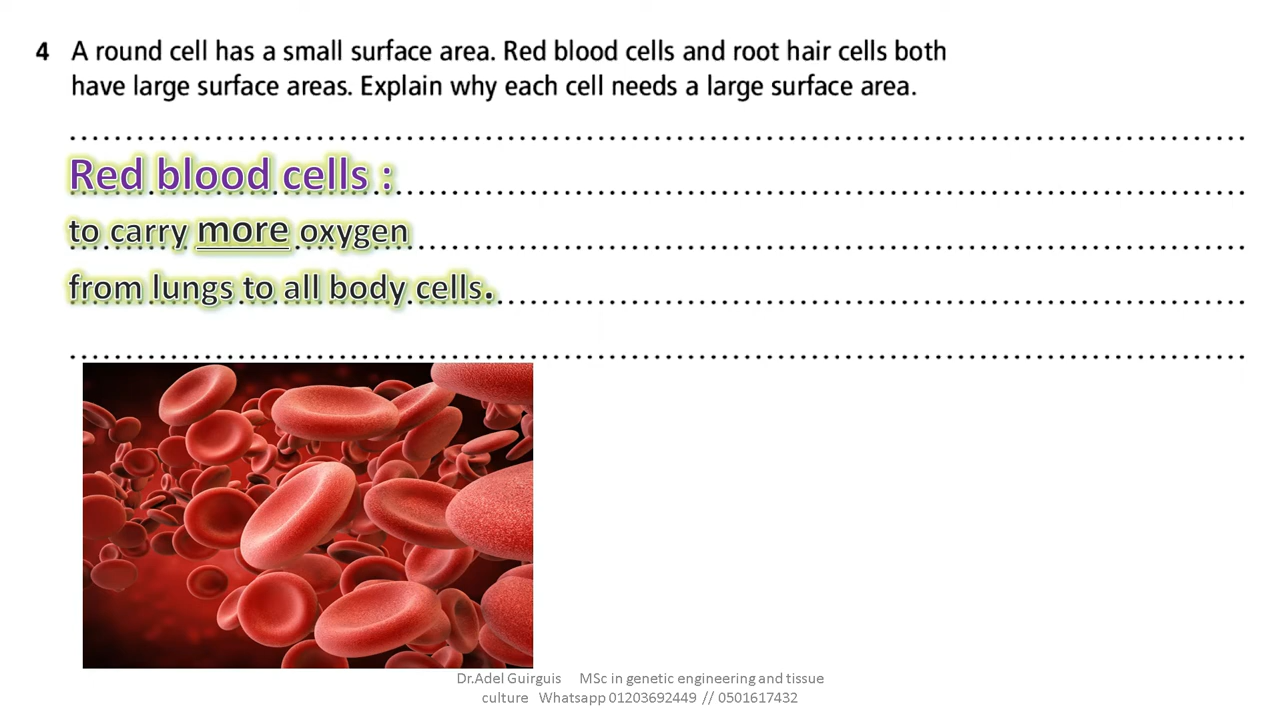 4 A round cell has a small surface area. Red blood cells and root hair cells both
have large surface areas. Explain why each cell needs a large surface area.
Red blood cells :
to carry more oxygen
from lungs to all body cells.
Dr.Adel Guirguis MSc in genetic engineering and tissue
culture Whatsapp 01203692449 // 0501617432